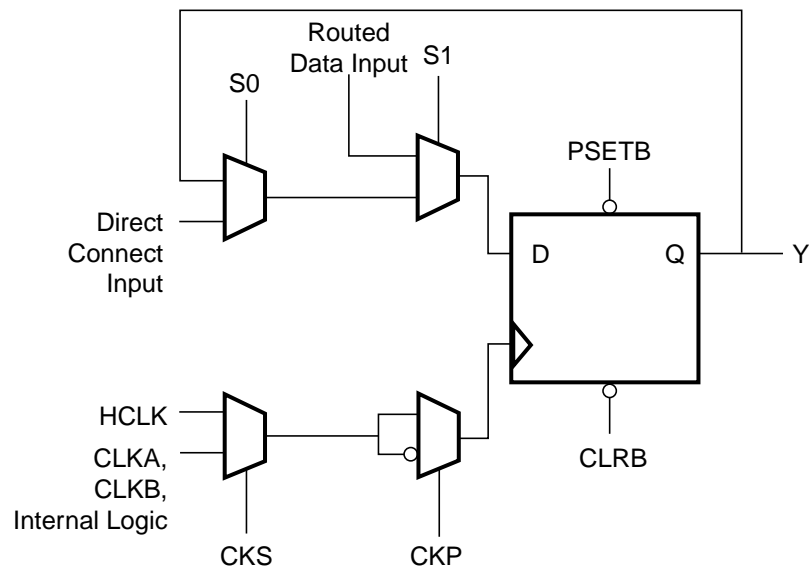 Routed
Data Input
S1
S0
PSETB
Direct
Connect
Input
D
Q
Y
HCLK
CLKA,
CLKB,
Internal Logic
CLRB
CKS
CKP